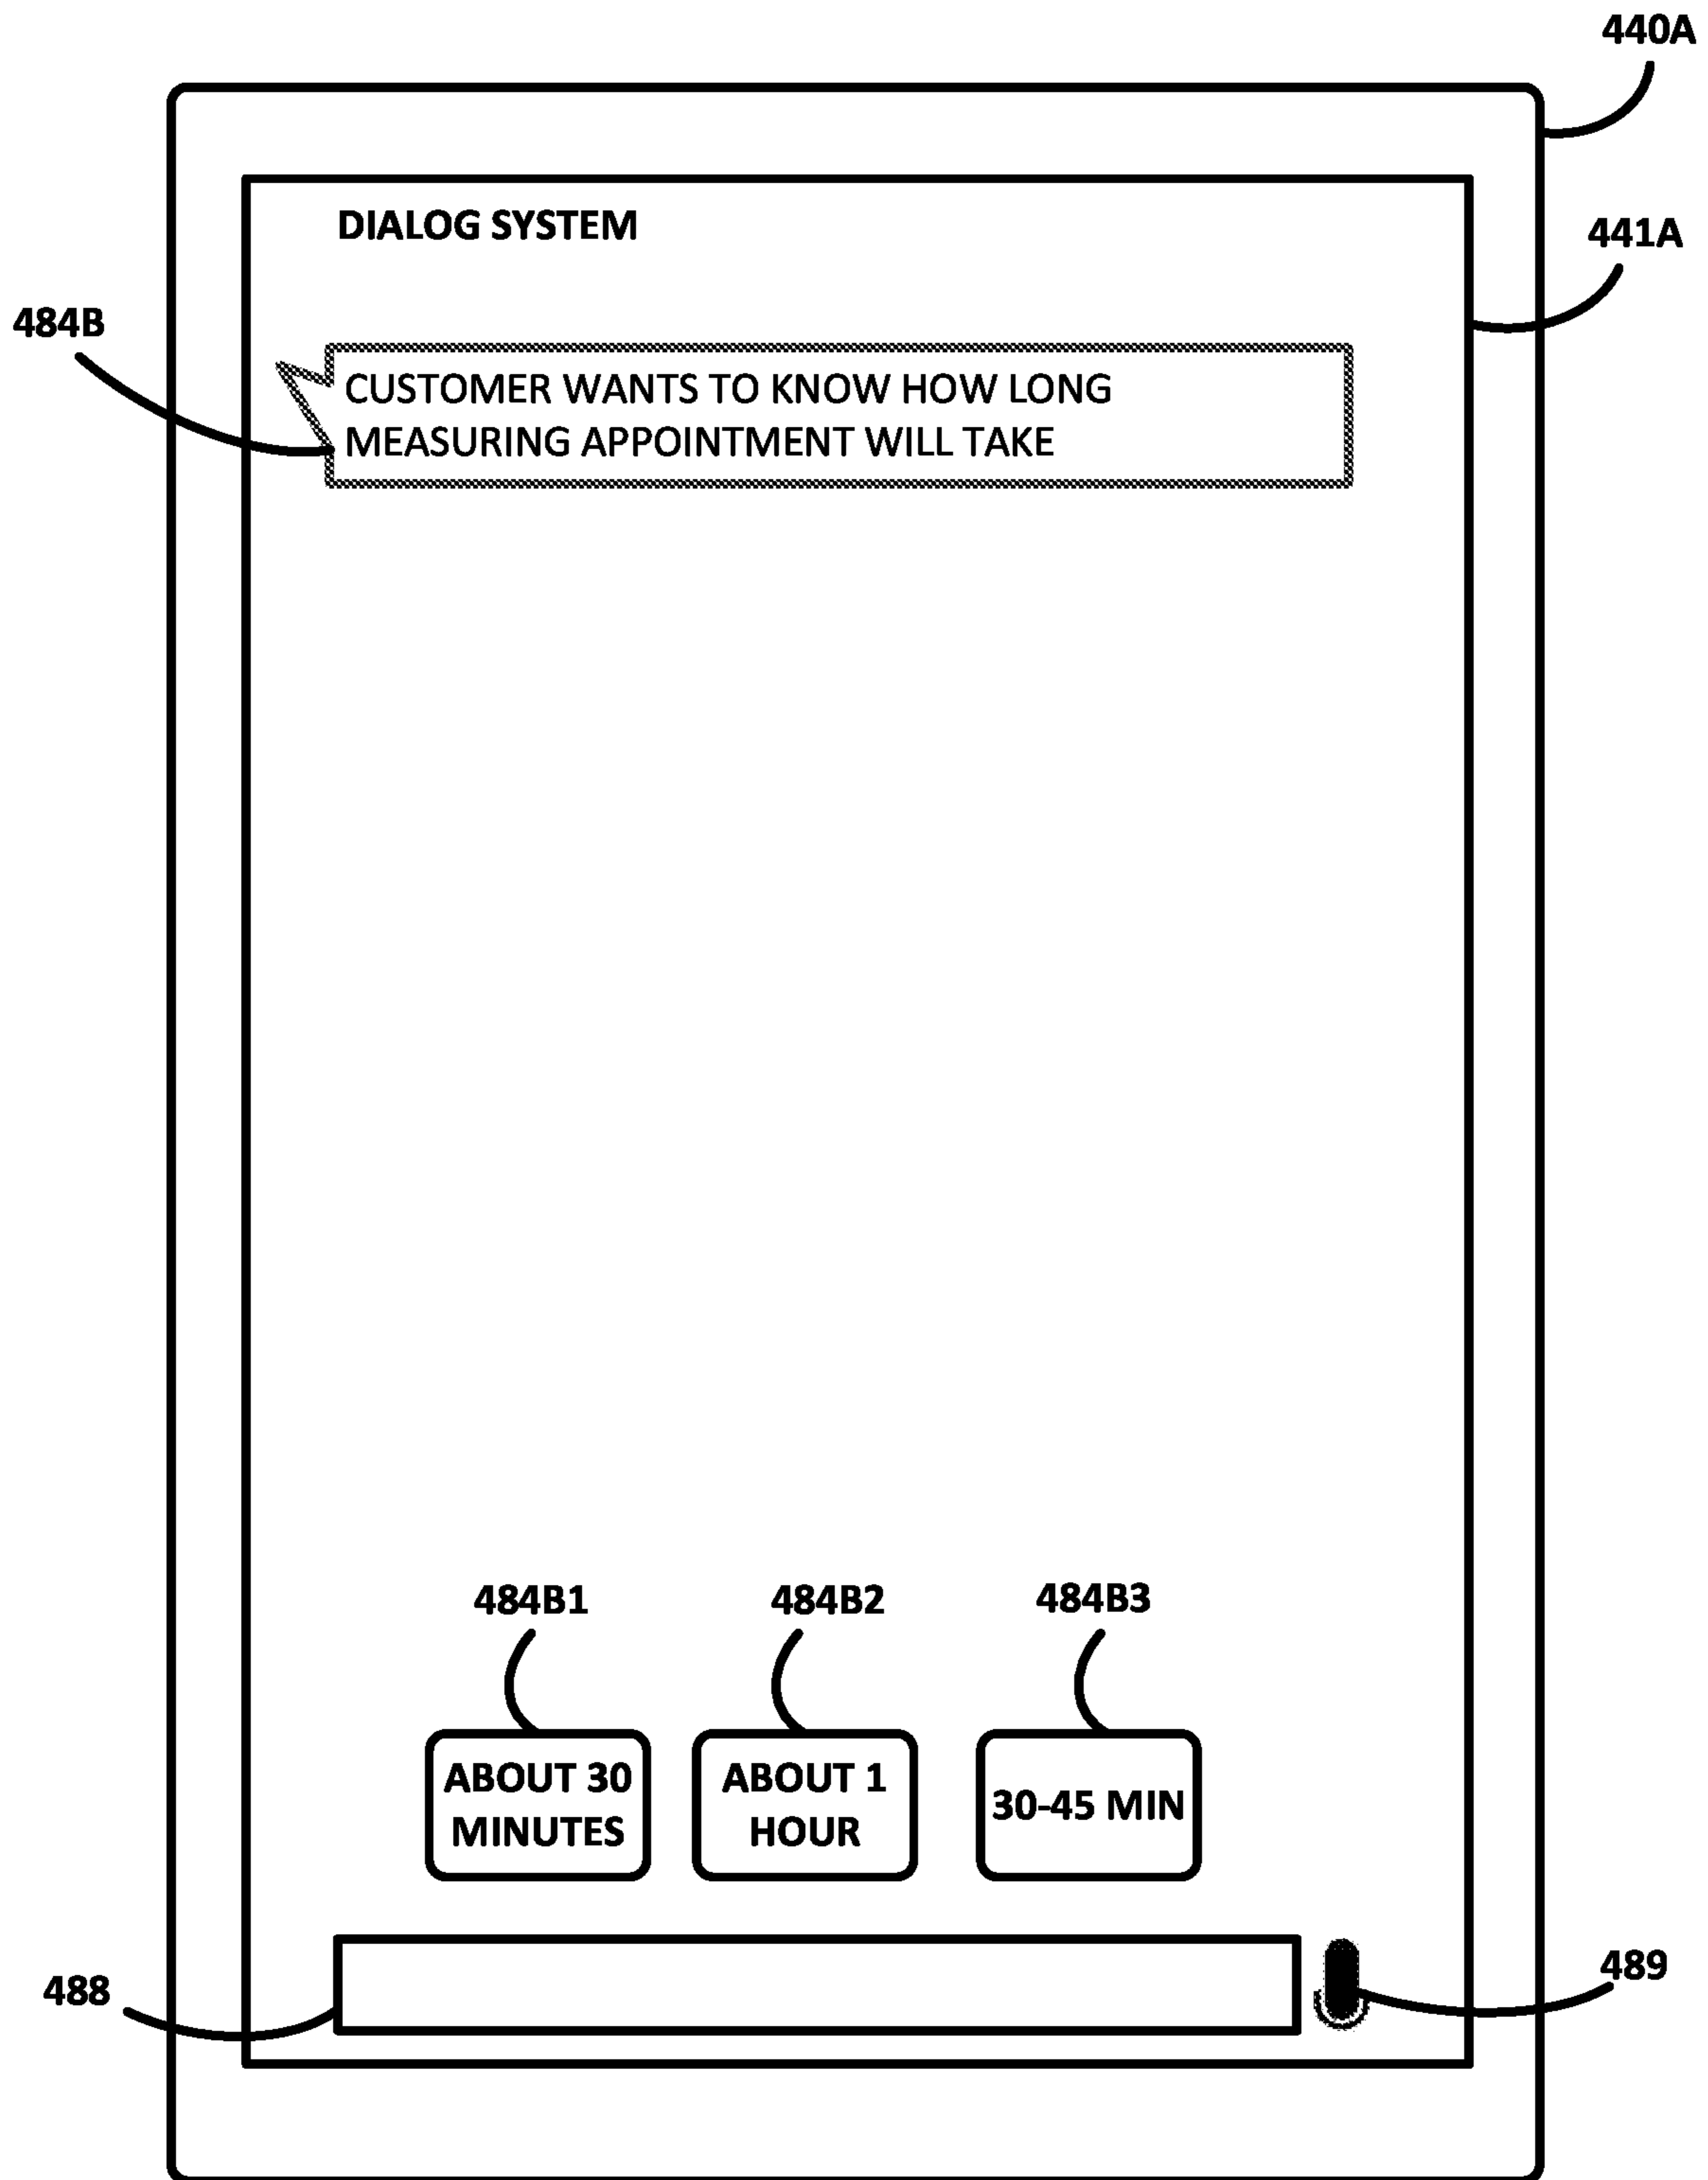 440A
DIALOG SYSTEM
441A
484B
CUSTOMER WANTS TO KNOW HOW LONG
MEASURING APPOINTMENT WILL TAKE
484B1
484B2
484B3
ABOUT 30
MINUTES
ABOUT 1
HOUR
30-45 MIN
488
489